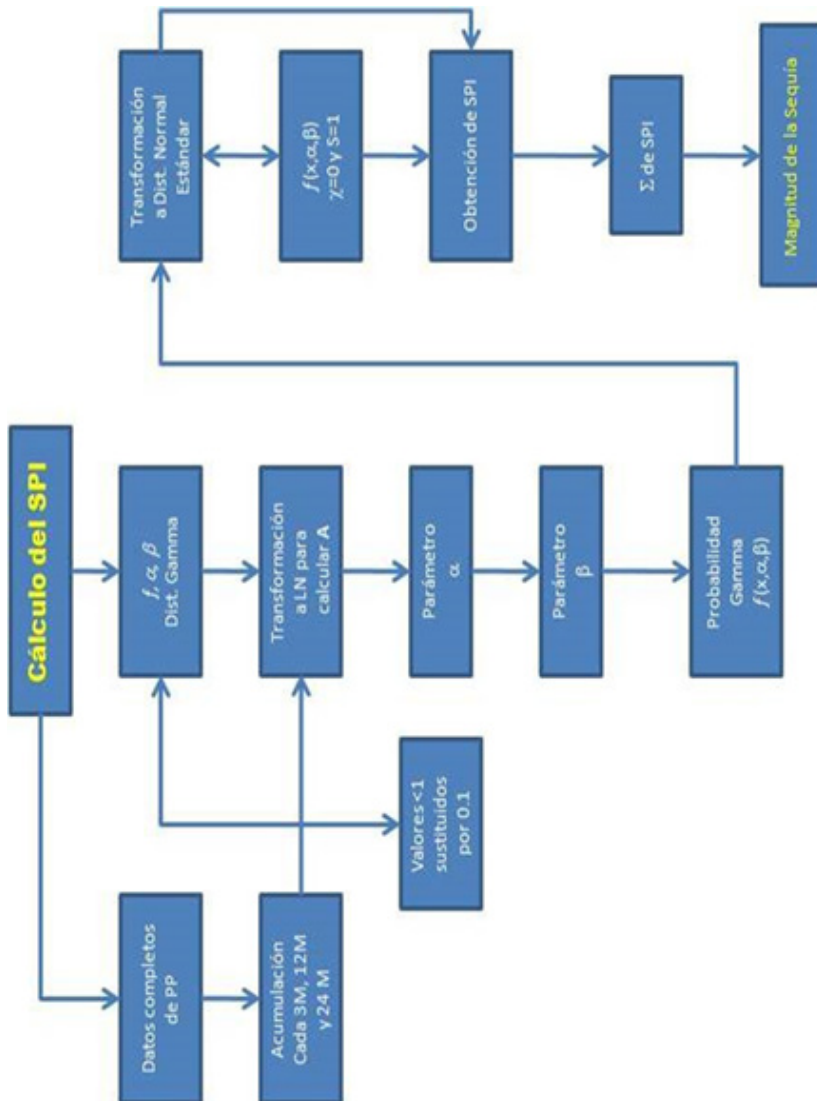 Cálculo del SPI
Datos completos
de PP
Acumulación
Cada 3M, 12M
y 24 M
Valores <1
sustituidos
por 0.1
f, α, β
Dist. Gamma
Transformación
a LN para
calcular A
Parámetro
α
Parámetro
β
Probabilidad
Gamma
f(x,α,β)
Transformación
a Dist. Normal
Estándar
f(x,α,β)
χ=0 y S=1
Obtención de SPI
Σ de SPI
Magnitud de la Sequía